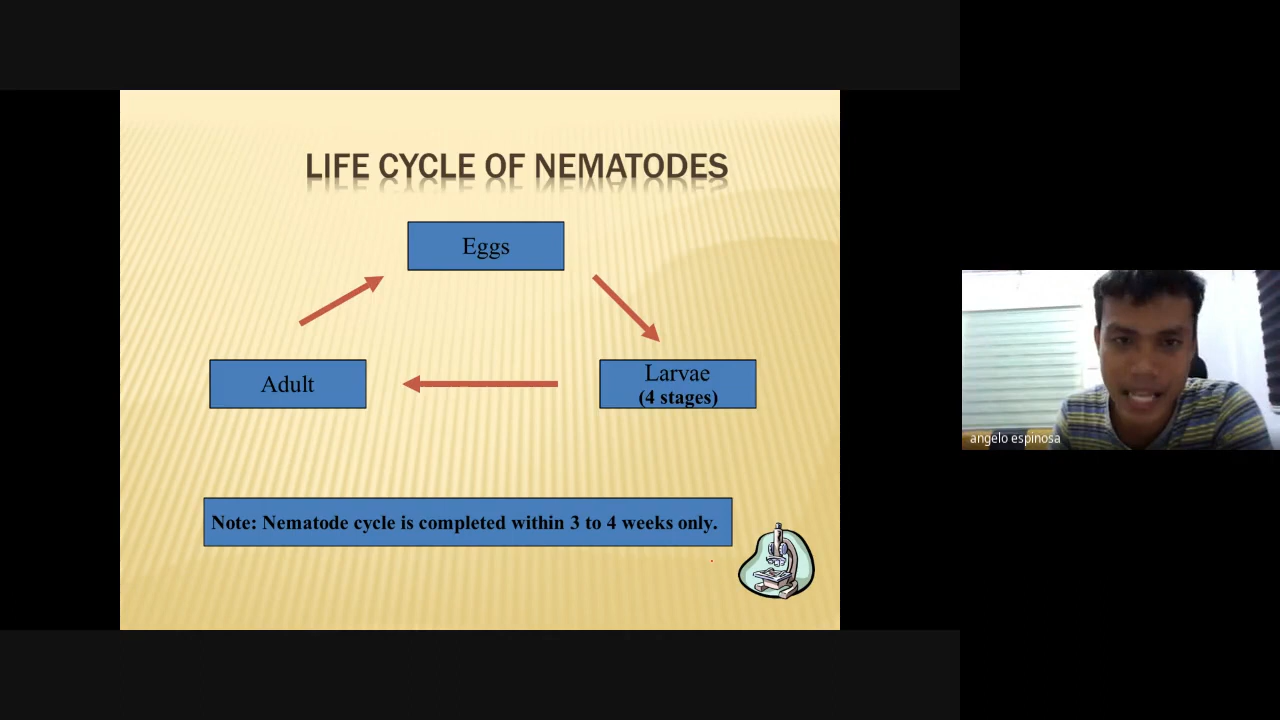 LIFE CYCLE OF NEMATODES
Eggs
Adult
Larvae
(4 stages)
Note: Nematode cycle is completed within 3 to 4 weeks only.
angelo espinosa